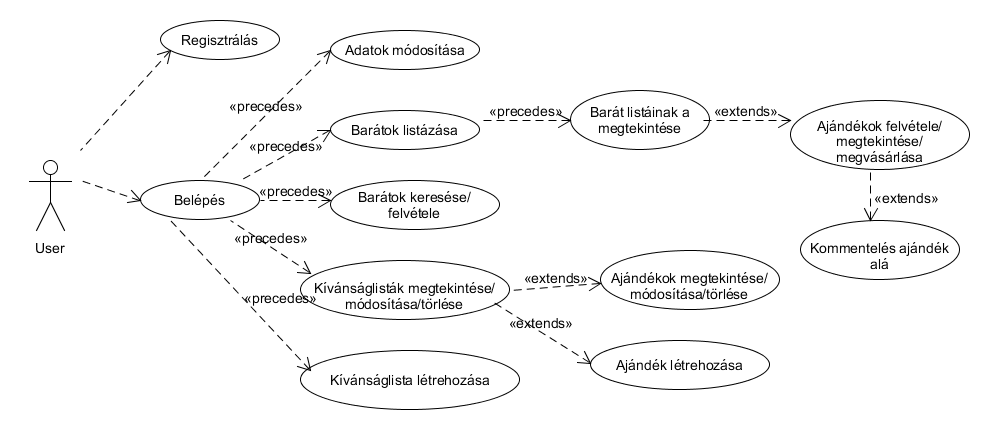 Regisztrálás
Adatok módosítása
«precedes»
Barátok listázása
«precedes»
«precedes»
Barát listáinak a
megtekintése
«extends»
Ajándékok felvétele/
megtekintése/
megvásárlása
«extends»
Kommentelés ajándék
alá
User
Belépés
«precedes»
Barátok keresése/
felvétele
«precedes»
Kívánságlisták megtekintése/
módosítása/törlése
«extends»
Ajándékok megtekintése/
módosítása/törlése
«extends»
Ajándék létrehozása
«precedes»
Kívánságlista létrehozása